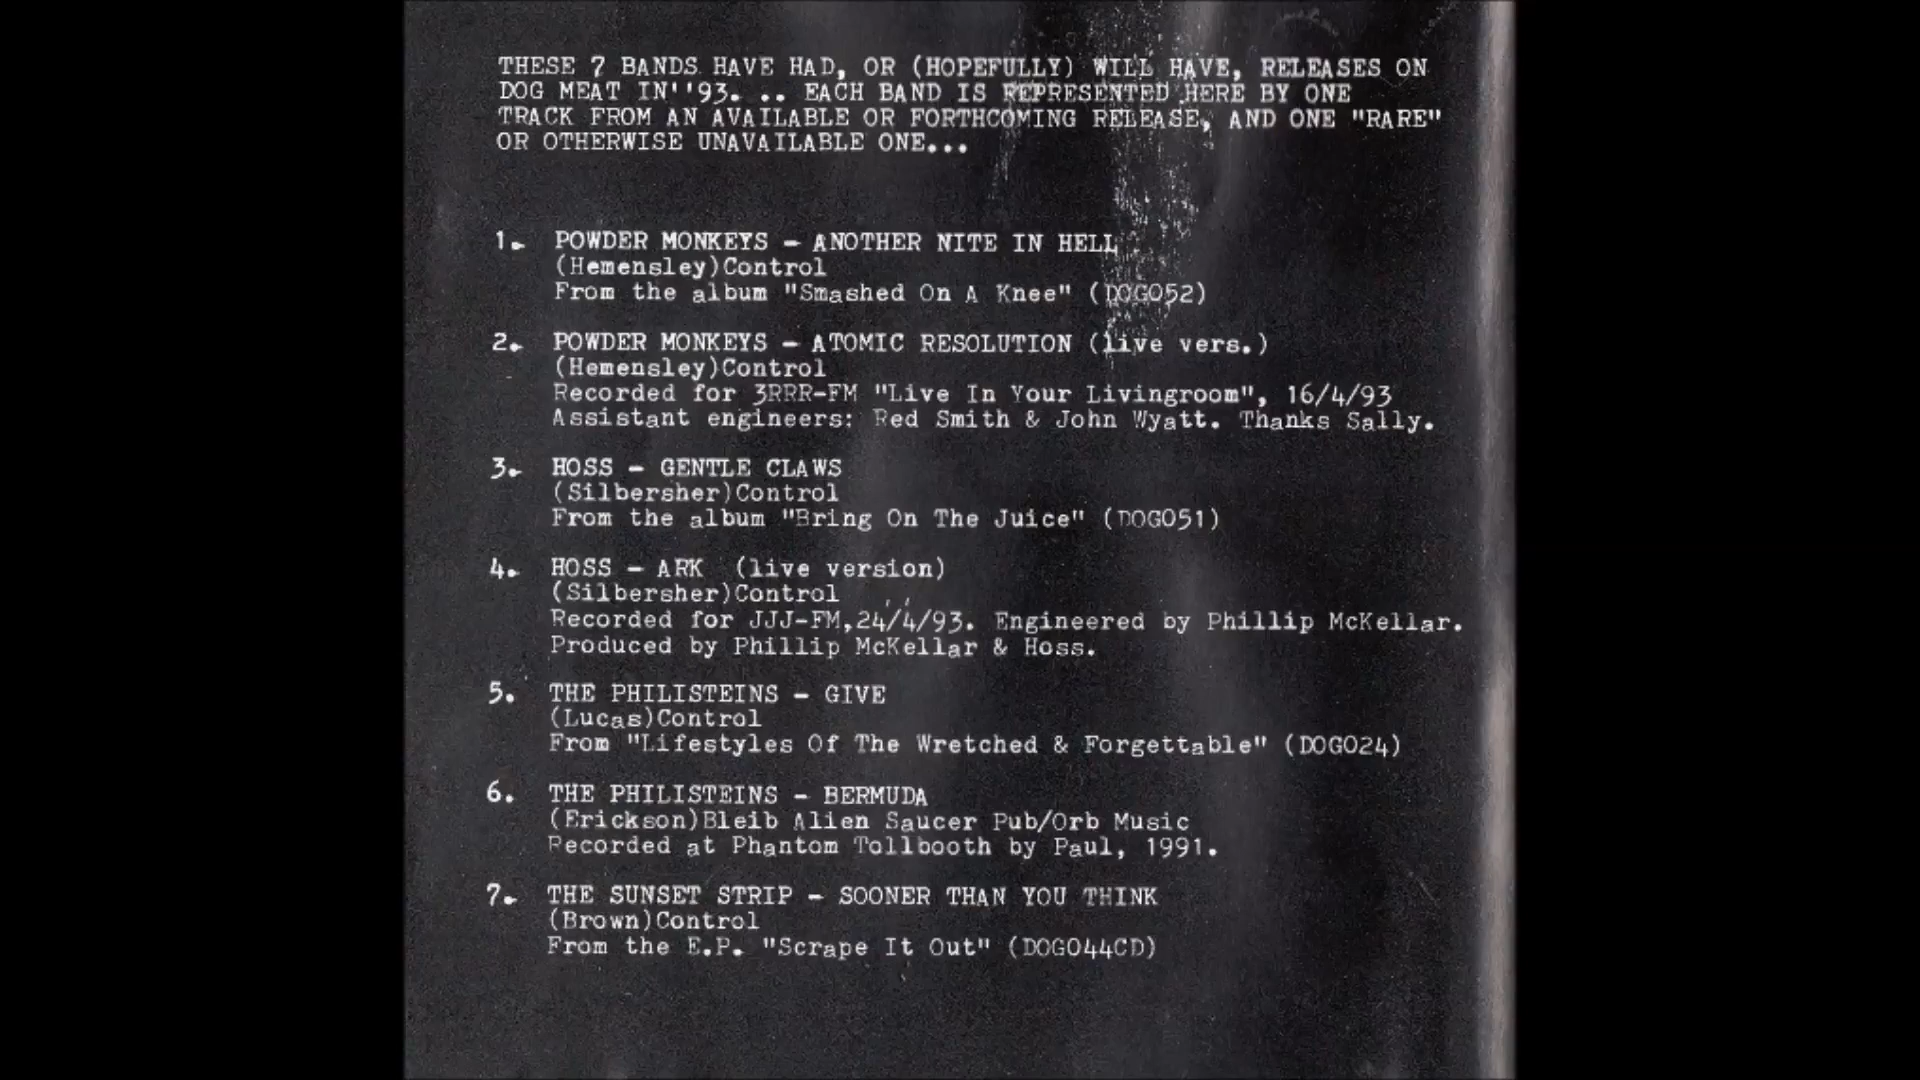 THESE 7 BANDS HAVE HAD, OR (HOPEFULLY) WILL HAVE, RELEASES ON
DOG MEAT IN''93. .. EACH BAND IS REPRESENTED HERE BY ONE
TRACK FROM AN AVAILABLE OR FORTHCOMING RELEASE, AND ONE "RARE"
OR OTHERWISE UNAVAILABLE ONE...
1. POWDER MONKEYS - ANOTHER NITE IN HELL
(Hemensley)Control
From the album "Smashed On A Knee" (DOG052)
2. POWDER MONKEYS - ATOMIC RESOLUTION (live vers.)
(Hemensley)Control
Recorded for 3RRR-FM "Live In Your Livingroom", 16/4/93
Assistant engineers: Red Smith & John Wyatt. Thanks Sally.
3. HOSS - GENTLE CLAWS
(Silbersher)Control
From the album "Bring On The Juice" (DOG051)
4. HOSS - ARK (live version)
(Silbersher)Control
Recorded for JJJ-FM,24/4/93. Engineered by Phillip McKellar.
Produced by Phillip McKellar & Hoss.
5. THE PHILISTEINS - GIVE
(Lucas)Control
From "Lifestyles Of The Wretched & Forgettable" (DOG024)
6. THE PHILISTEINS - BERMUDA
(Erickson)Bleib Alien Saucer Pub/Orb Music
Recorded at Phantom Tollbooth by Paul, 1991.
7. THE SUNSET STRIP - SOONER THAN YOU THINK
(Brown)Control
From the E.P. "Scrape It Out" (DOG044CD)